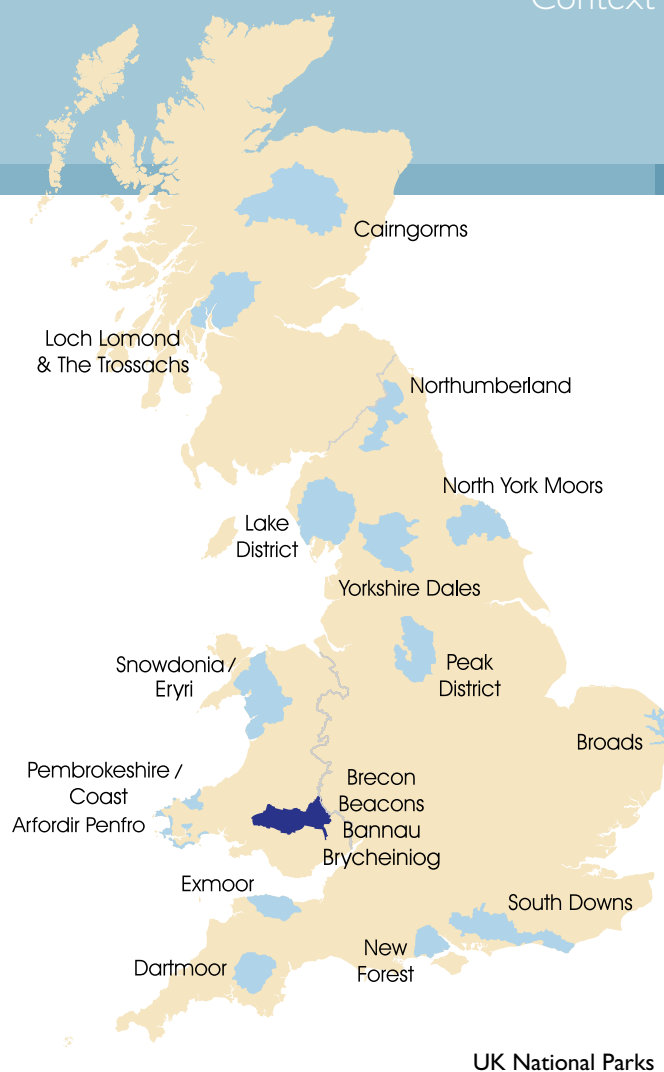 Context
Cairngorms
Loch Lomond
& The Trossachs
Northumberland
North York Moors
Lake
District
Yorkshire Dales
Snowdonia /
Eryri
Peak
District
Broads
Pembrokeshire /
Coast
Arfordir Penfro
Brecon
Beacons
Bannau
Brycheiniog
Exmoor
South Downs
New
Forest
Dartmoor
UK National Parks